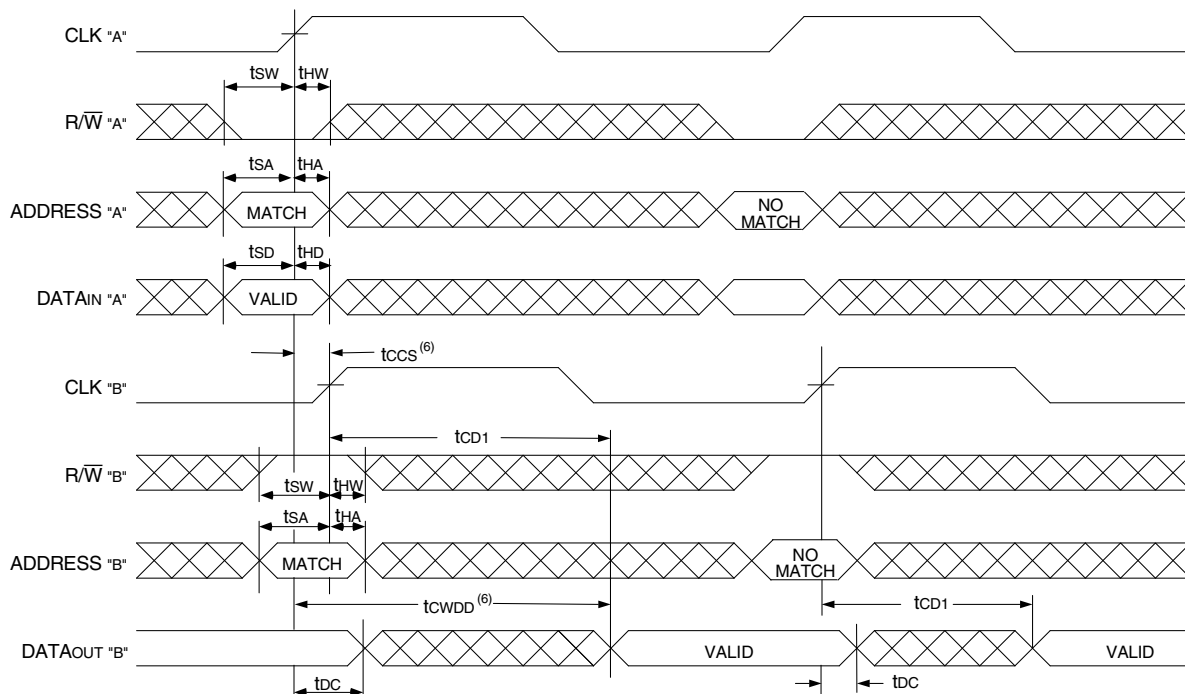 CLK "A"
tSW tHW
R/W̅ "A"
tSA tHA
ADDRESS "A" MATCH NO MATCH
tSD tHD
DATAIN "A" VALID
tCCS (6)
CLK "B"
tCD1
R/W̅ "B"
tSW tHW
tSA tHA
ADDRESS "B" MATCH NO MATCH
tCWDD (6) tCD1
DATAOUT "B" VALID VALID
tDC tDC